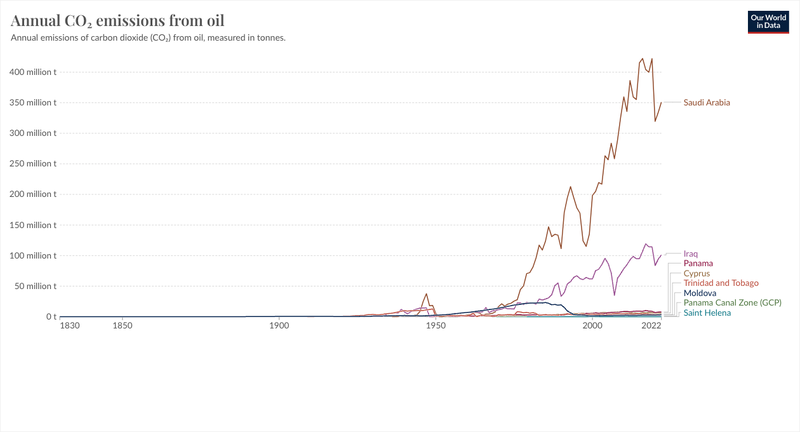 Annual CO₂ emissions from oil
Annual emissions of carbon dioxide (CO₂) from oil, measured in tonnes.
Our World
in Data
400 million t
350 million t
300 million t
250 million t
200 million t
150 million t
100 million t
50 million t
0 t
1830
1850
1900
1950
2000
2022
Saudi Arabia
Iraq
Panama
Cyprus
Trinidad and Tobago
Moldova
Panama Canal Zone (GCP)
Saint Helena